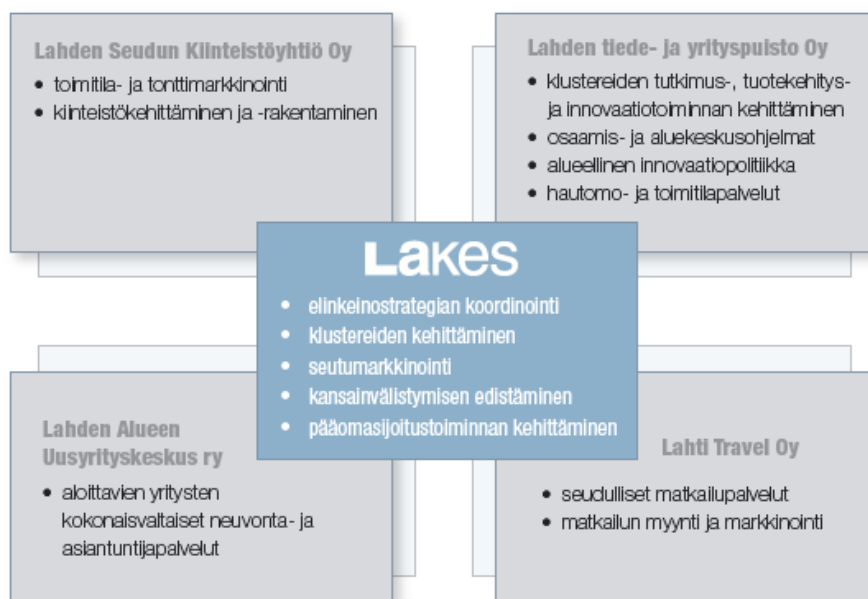 Lahden Seudun Kiinteistöyhtiö Oy
• toimitila- ja tonttimarkkinointi
• kiinteistökehittäminen ja -rakentaminen
Lahden tiede- ja yrityspuisto Oy
• klustereiden tutkimus-, tuotekehitys-
ja innovaatiotoiminnan kehittäminen
• osaamis- ja aluekeskusohjelmat
• alueellinen innovaatiopolitiikka
• hautomo- ja toimitilapalvelut
LaKes
• elinkeinostrategian koordinointi
• klustereiden kehittäminen
• seutumarkkinointi
• kansainvälistymisen edistäminen
• pääomasijoitustoiminnan kehittäminen
Lahden Alueen
Uusyrityskeskus ry
• aloittavien yritysten
kokonaisvaltaiset neuvonta- ja
asiantuntijapalvelut
Lahti Travel Oy
• seudulliset matkailupalvelut
• matkailun myynti ja markkinointi